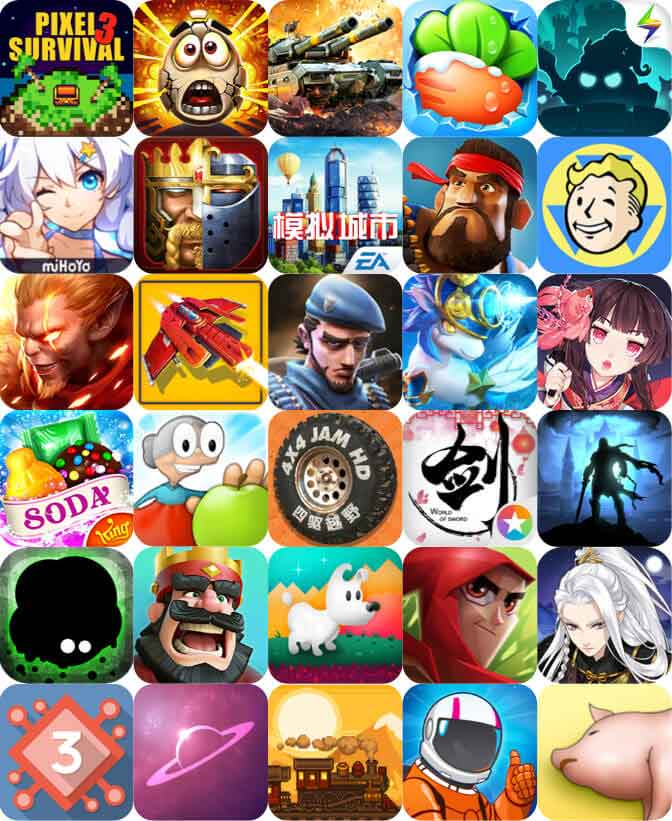 PIXEL 3
SURVIVAL
miHoYo
模拟城市
EA
SODA
King
4X4 JAM HD
四驱越野
剑
WORLD
OF SWORD
3